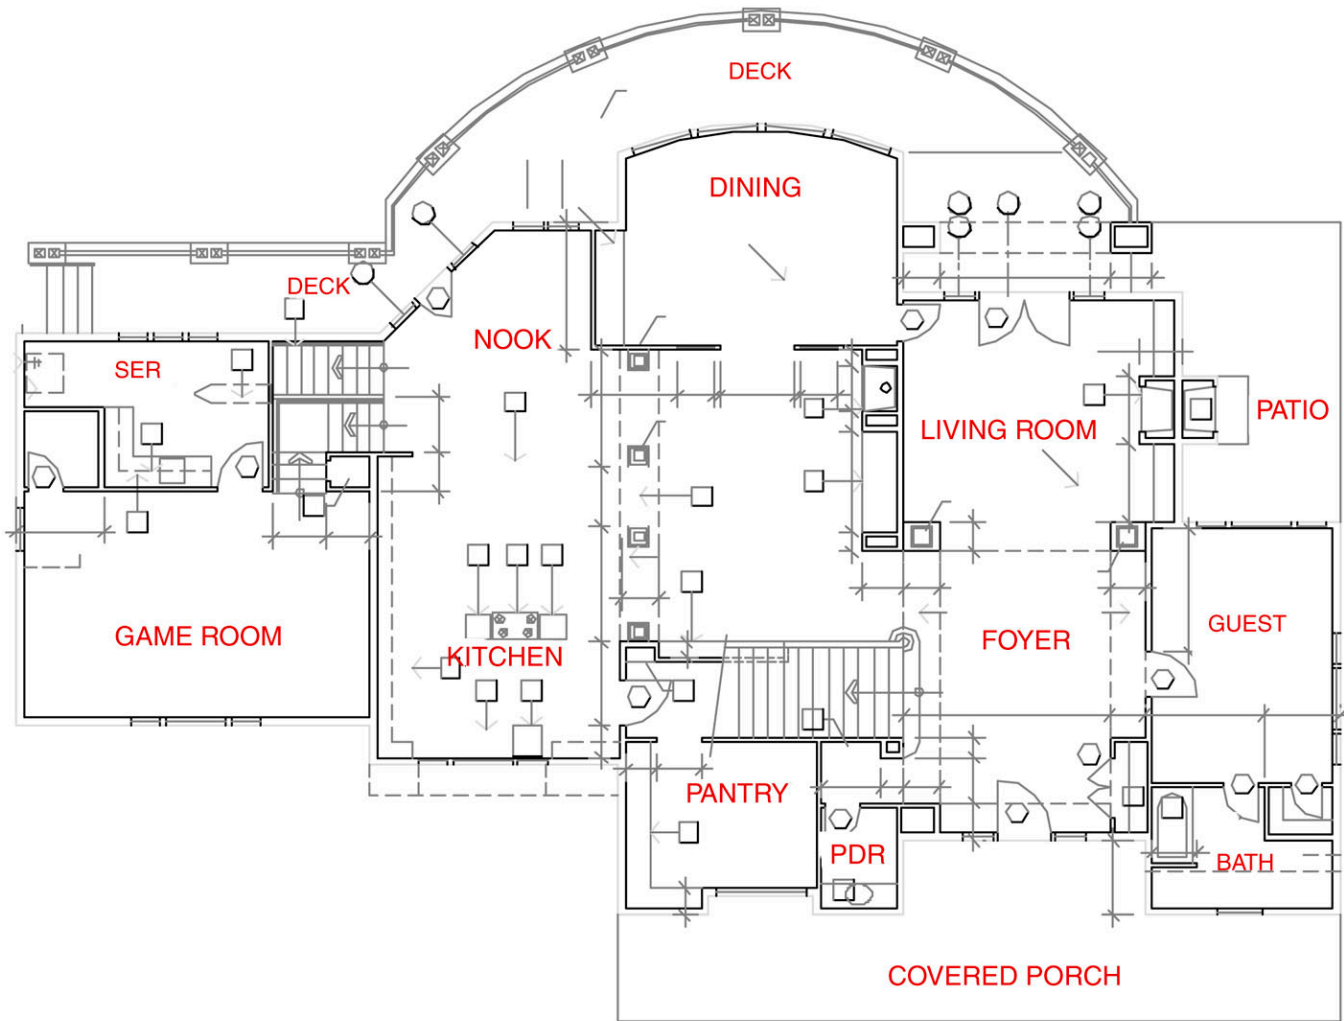 DECK
DINING
DECK
NOOK
SER
PATIO
LIVING ROOM
GUEST
GAME ROOM
FOYER
KITCHEN
PANTRY
PDR
BATH
COVERED PORCH